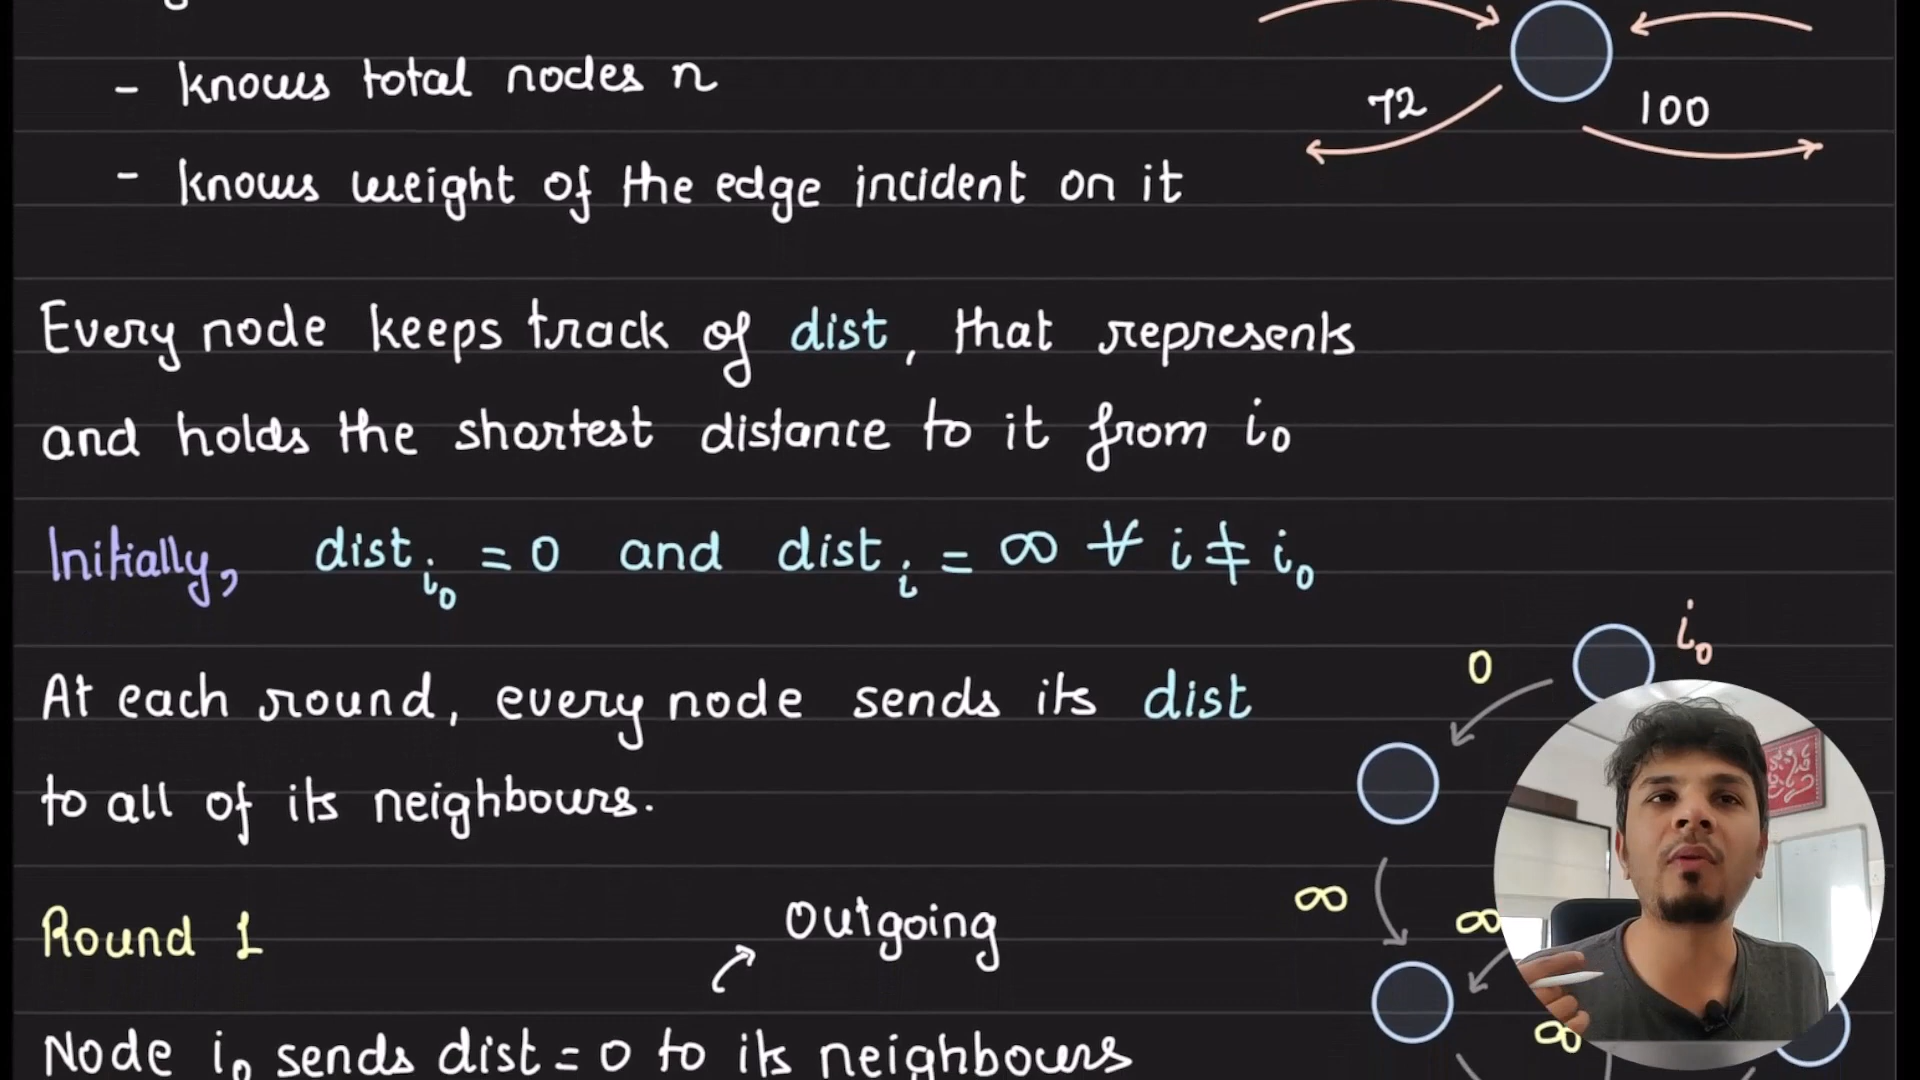 - knows total nodes n
72
100
- knows weight of the edge incident on it
Every node keeps track of dist, that represents
and holds the shortest distance to it from i₀
Initially, dist i₀ = 0 and dist i = ∞ ∀ i ≠ i₀
i₀
0
At each round, every node sends its dist
to all of its neighbours.
∞
∞
Outgoing
Round 1
∞
Node i₀ sends dist = 0 to its neighbours